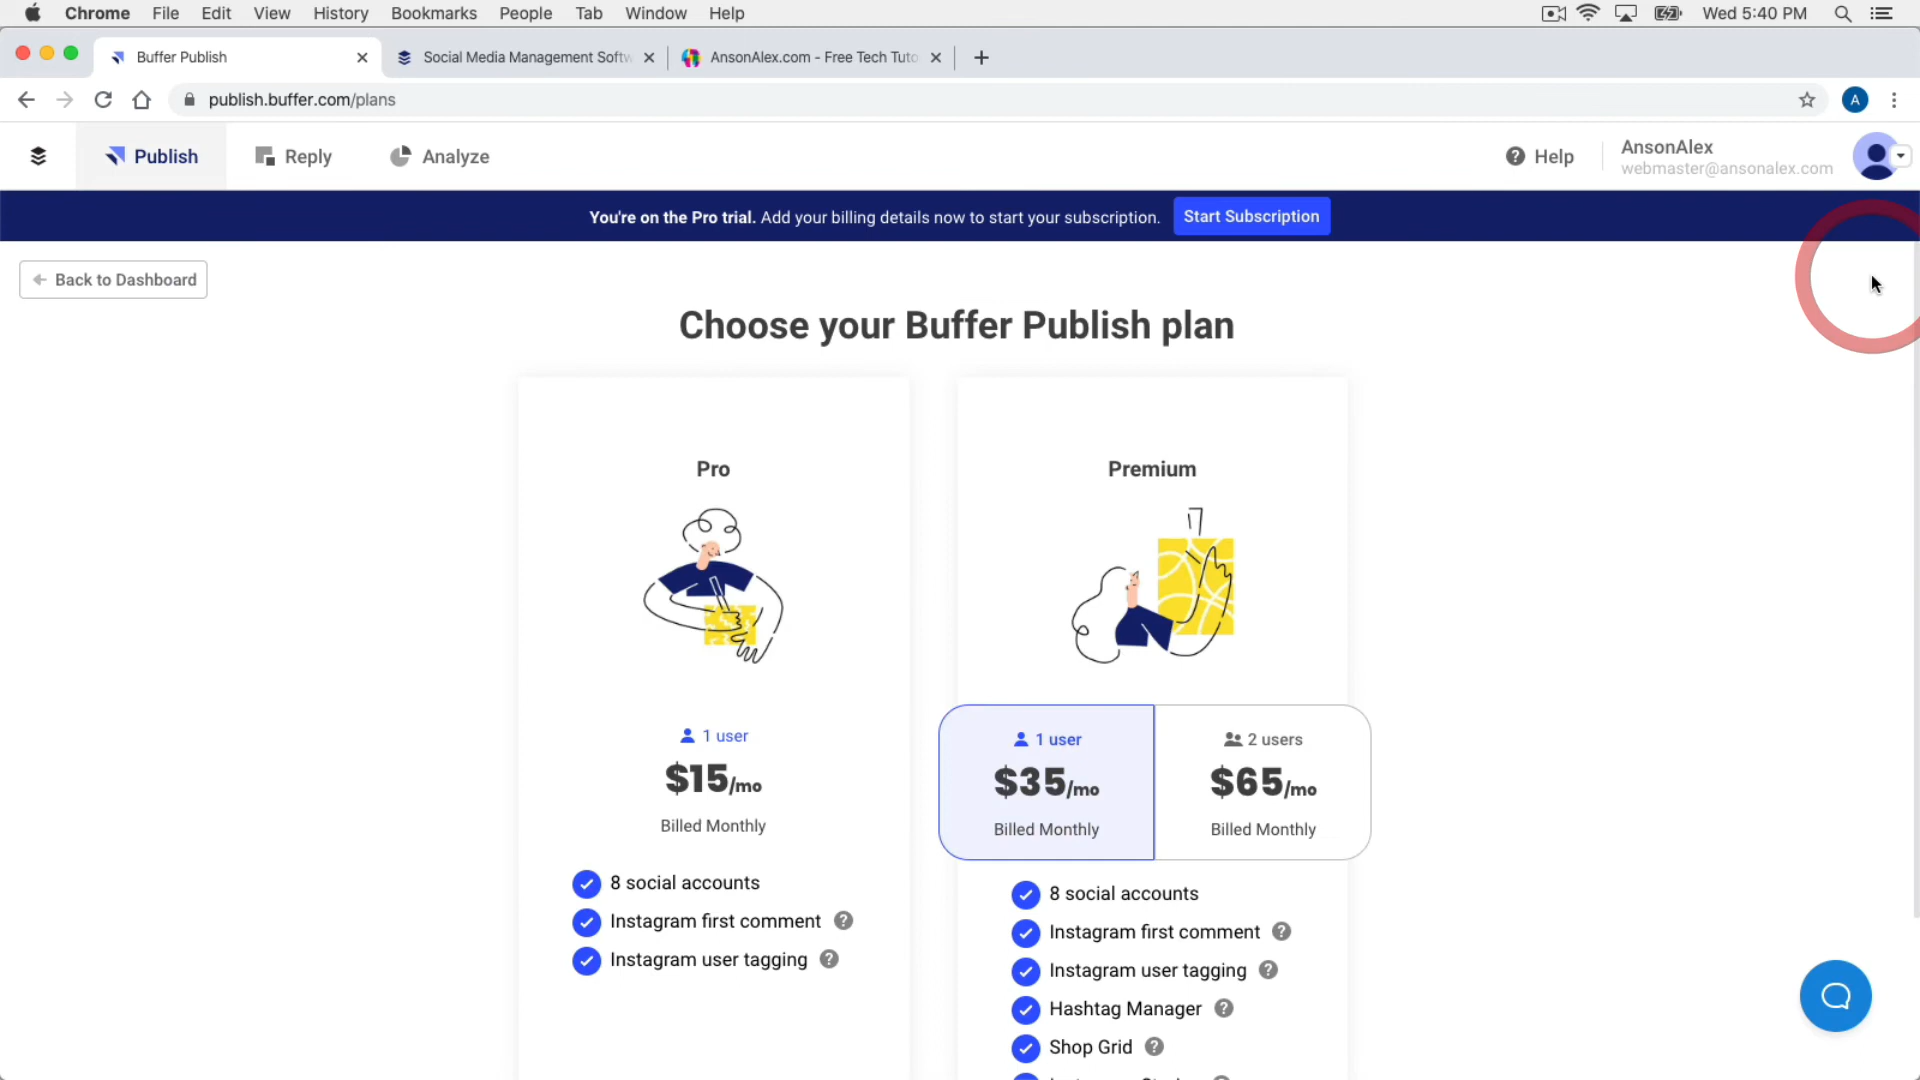 Chrome File Edit View History Bookmarks People Tab Window Help Wed 5:40 PM
Buffer Publish Social Media Management Softw AnsonAlex.com - Free Tech Tuto
publish.buffer.com/plans A
Publish Reply Analyze Help AnsonAlex
webmaster@ansonalex.com
You're on the Pro trial. Add your billing details now to start your subscription. Start Subscription
Back to Dashboard
Choose your Buffer Publish plan
Pro
1 user
$15/mo
Billed Monthly
8 social accounts
Instagram first comment
Instagram user tagging
Premium
1 user
$35/mo
Billed Monthly
2 users
$65/mo
Billed Monthly
8 social accounts
Instagram first comment
Instagram user tagging
Hashtag Manager
Shop Grid